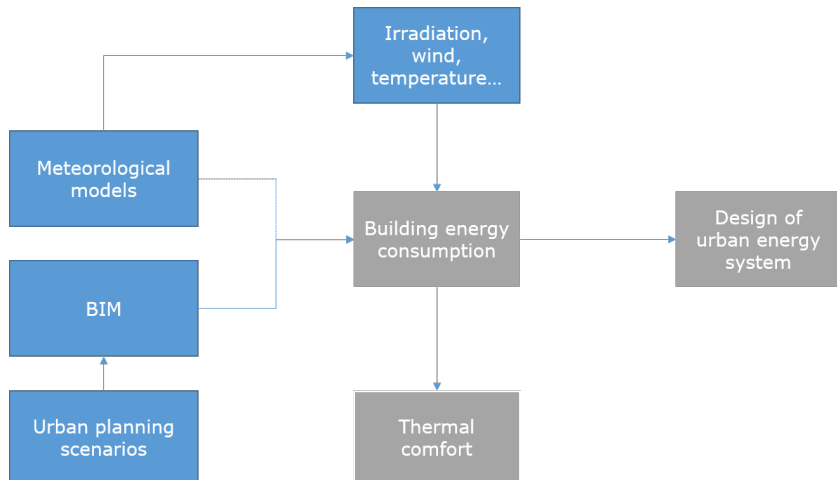 Irradiation,
wind,
temperature…
Meteorological
models
Building energy
consumption
Design of
urban energy
system
BIM
Urban planning
scenarios
Thermal
comfort